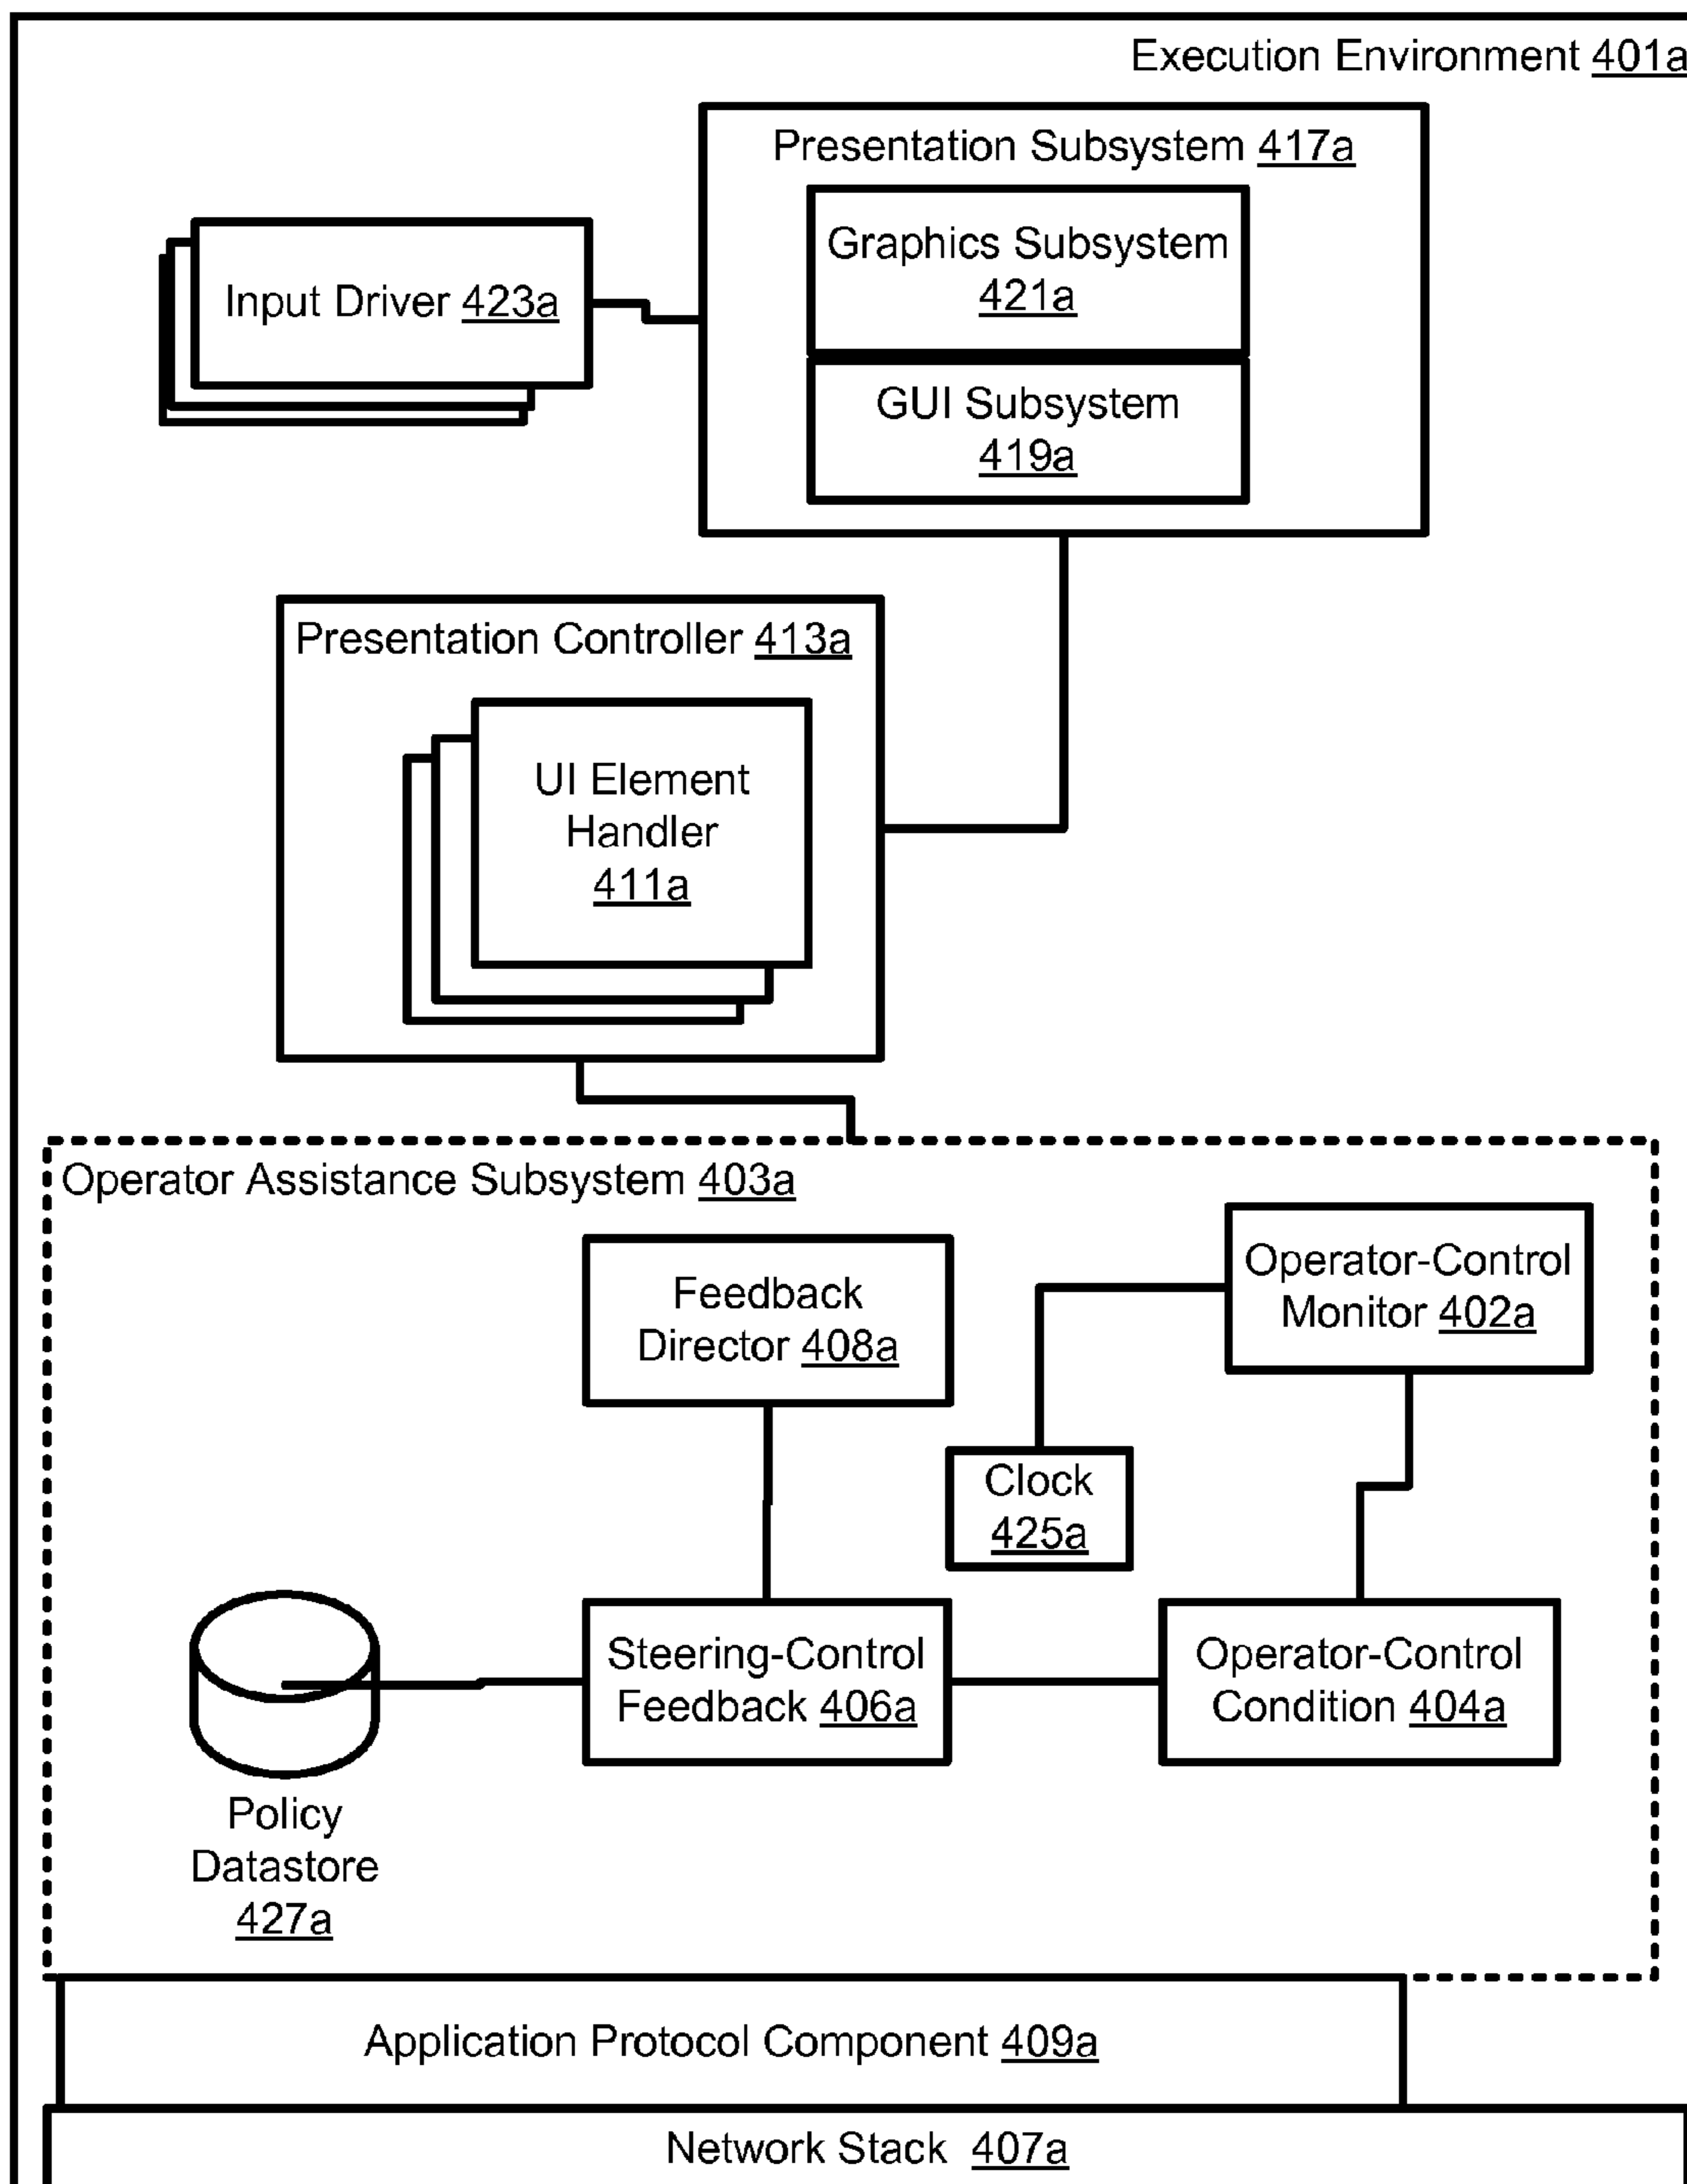 Execution Environment 401a
Presentation Subsystem 417a
Graphics Subsystem
421a
Input Driver 423a
GUI Subsystem
419a
Presentation Controller 413a
UI Element
Handler
411a
Operator Assistance Subsystem 403a
Feedback
Director 408a
Operator-Control
Monitor 402a
Clock
425a
Steering-Control
Feedback 406a
Operator-Control
Condition 404a
Policy
Datastore
427a
Application Protocol Component 409a
Network Stack 407a